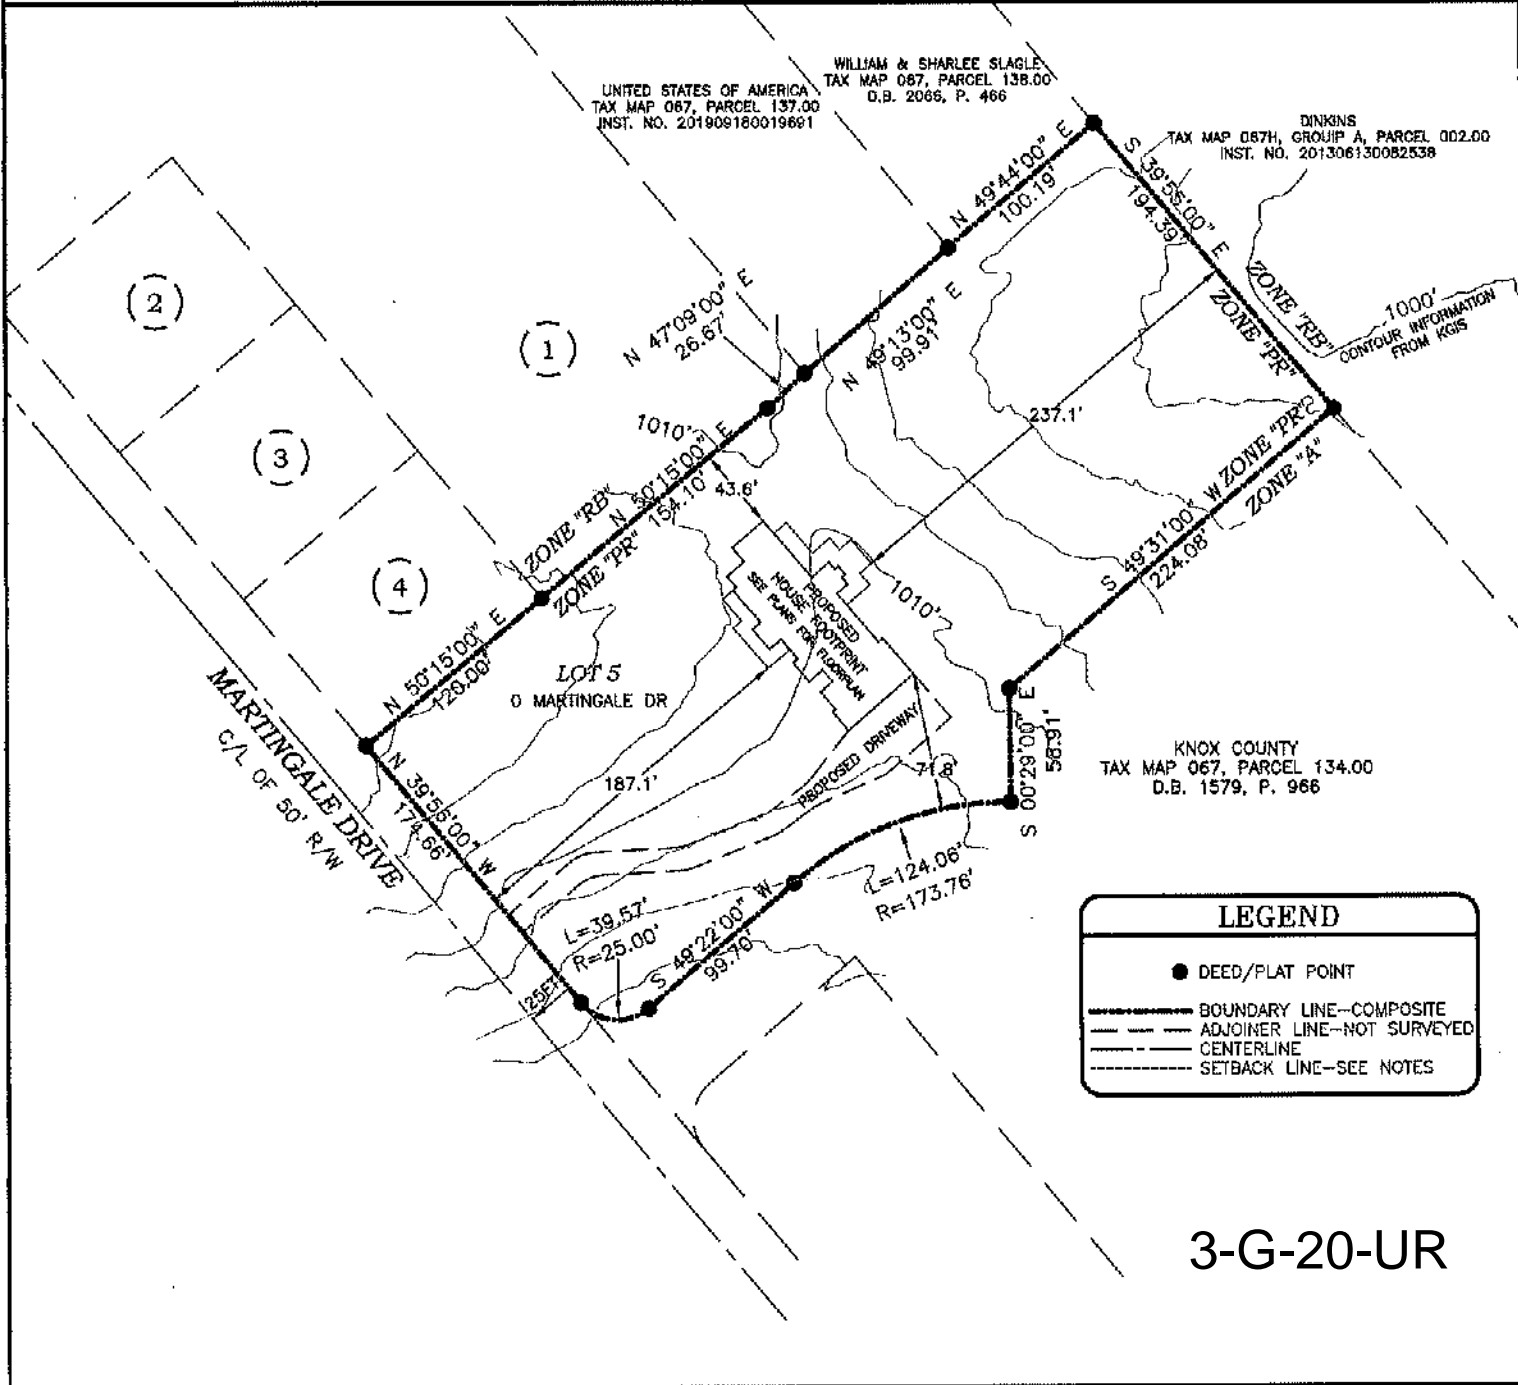 WILLIAM & SHARLEE SLAGLE
TAX MAP 067, PARCEL 138.00
D.B. 2066, P. 466
UNITED STATES OF AMERICA
TAX MAP 067, PARCEL 137.00
INST. NO. 201909180019691
DINKINS
TAX MAP 067H, GROUIP A, PARCEL 002.00
INST. NO. 201306130082538
N 49°44'00" E
100.19'
S 39°56'00" E
194.39'
ZONE "RB"
ZONE "PR"
1000'
CONTOUR INFORMATION
FROM KGIS
(2)
(1)
(3)
(4)
N 47°09'00" E
26.67'
N 49°13'00" E
99.91'
237.1'
1010'
N 50°15'00" E
154.10'
ZONE "RB"
ZONE "PR"
43.6'
ZONE "PR"
ZONE "A"
S 49°31'00" W
224.08'
PROPOSED
HOUSE FOOTPRINT
SEE PLANS FOR FLOORPLAN
1010'
N 50°15'00" E
120.00'
LOT 5
0 MARTINGALE DR
MARTINGALE DRIVE
C/L OF 50' R/W
N 39°56'00" W
174.66'
187.1'
PROPOSED DRIVEWAY
71.8'
S 00°29'00" E
58.91'
KNOX COUNTY
TAX MAP 067, PARCEL 134.00
D.B. 1579, P. 966
L=124.06'
R=173.76'
L=39.57'
R=25.00'
S 49°22'00" W
99.70'
25FT
LEGEND
DEED/PLAT POINT
BOUNDARY LINE-COMPOSITE
ADJOINER LINE-NOT SURVEYED
CENTERLINE
SETBACK LINE-SEE NOTES
3-G-20-UR